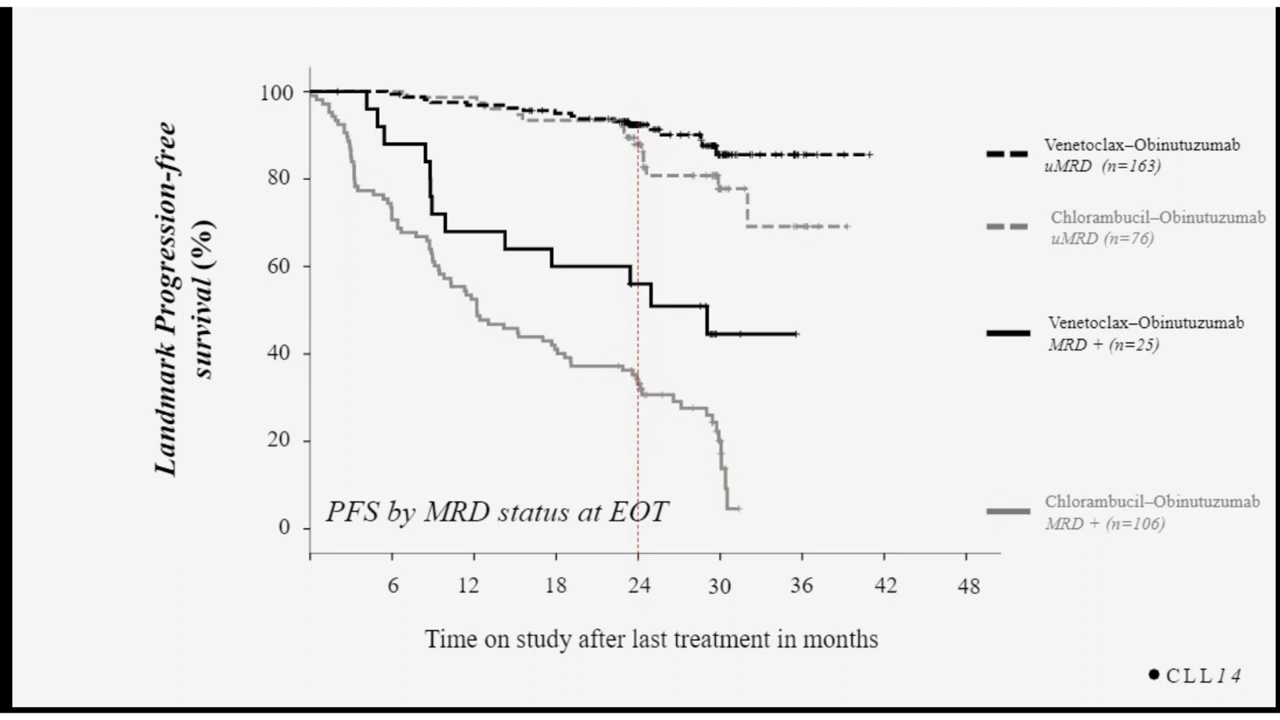 Landmark Progression-free
survival (%)
100
80
60
40
20
0
PFS by MRD status at EOT
6 12 18 24 30 36 42 48
Time on study after last treatment in months
Venetoclax–Obinutuzumab
uMRD (n=163)
Chlorambucil–Obinutuzumab
uMRD (n=76)
Venetoclax–Obinutuzumab
MRD + (n=25)
Chlorambucil–Obinutuzumab
MRD + (n=106)
CLL14